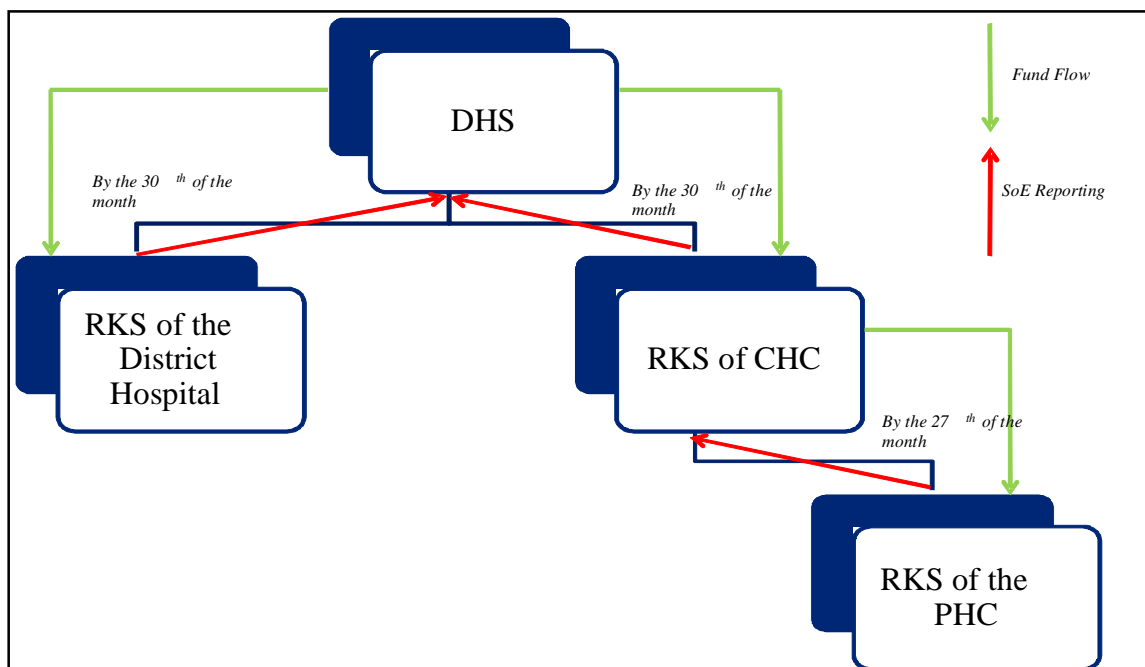 DHS
Fund Flow
SoE Reporting
By the 30 th of the
month
By the 30 th of the
month
RKS of the
District
Hospital
RKS of CHC
By the 27 th of the
month
RKS of the
PHC